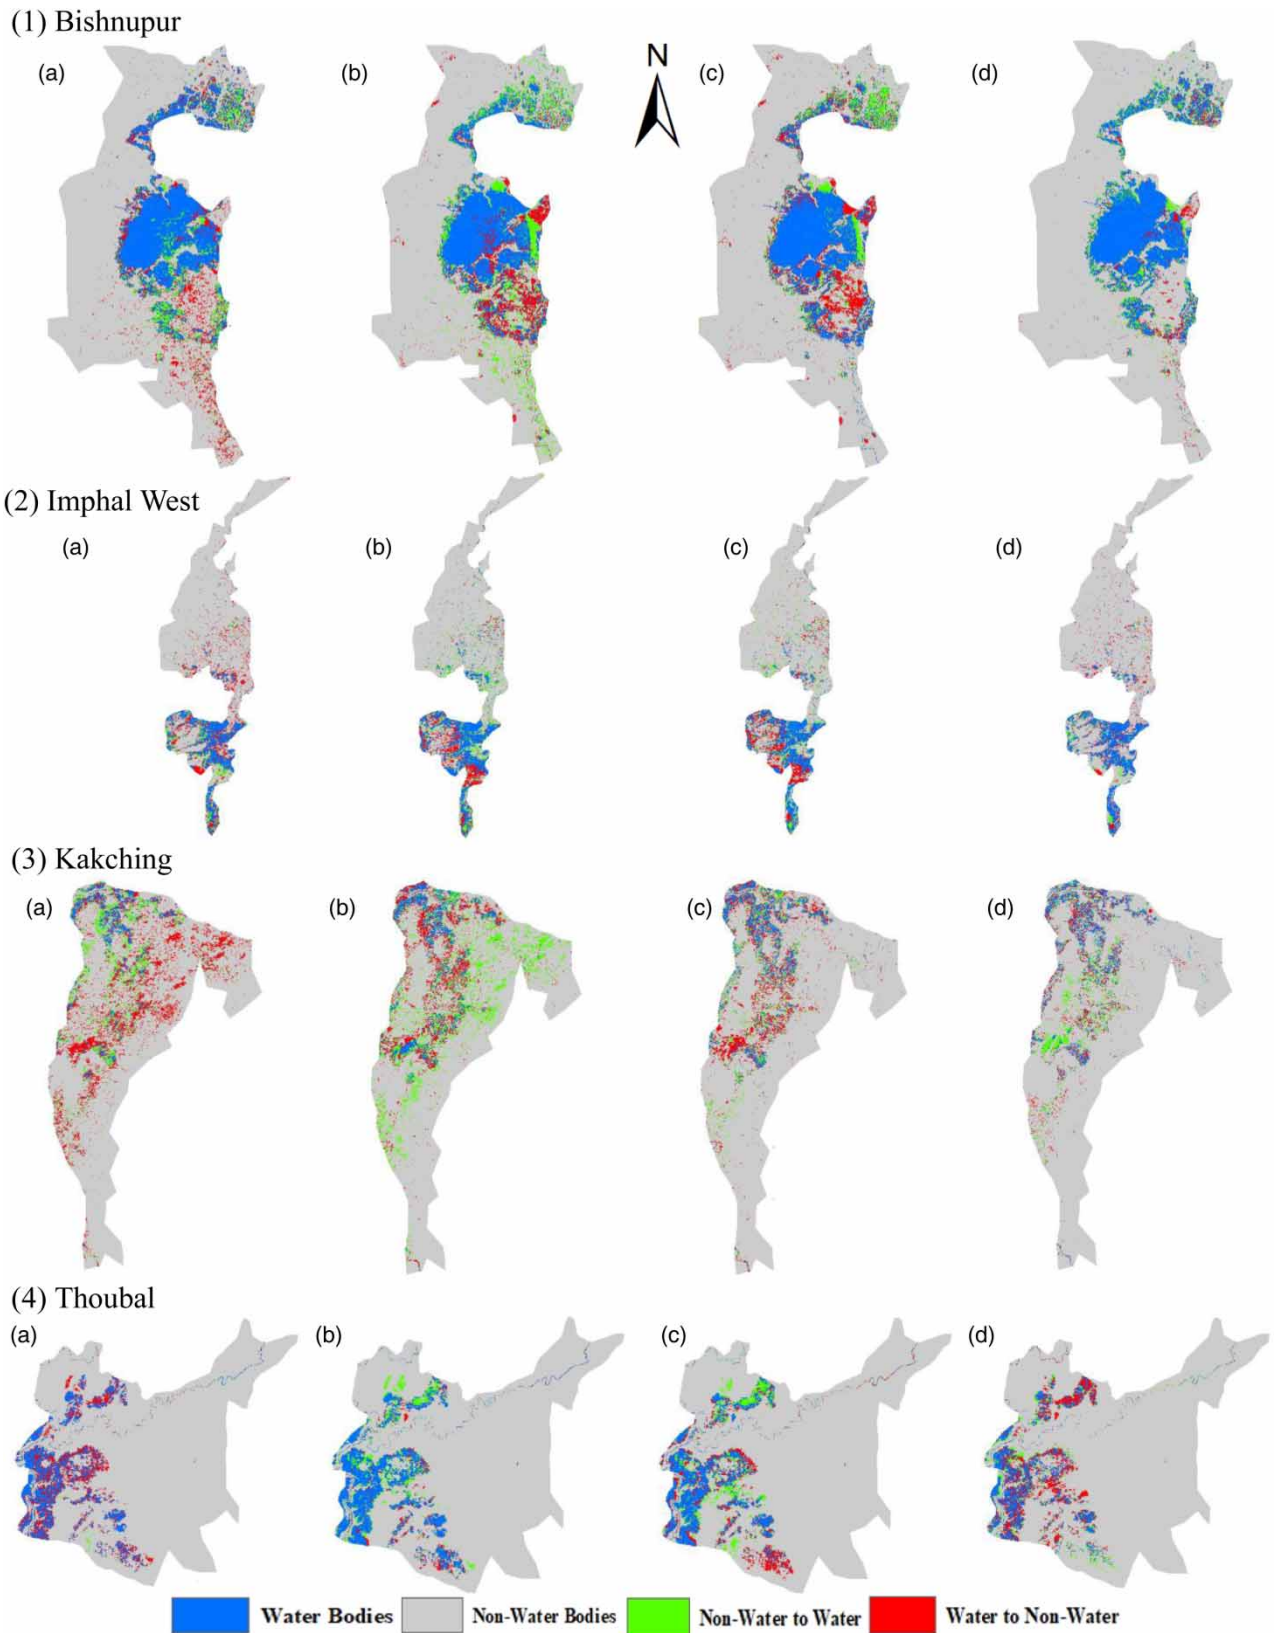 (1) Bishnupur
(a) (b) N (c) (d)
(2) Imphal West
(a) (b) (c) (d)
(3) Kakching
(a) (b) (c) (d)
(4) Thoubal
(a) (b) (c) (d)
Water Bodies Non-Water Bodies Non-Water to Water Water to Non-Water